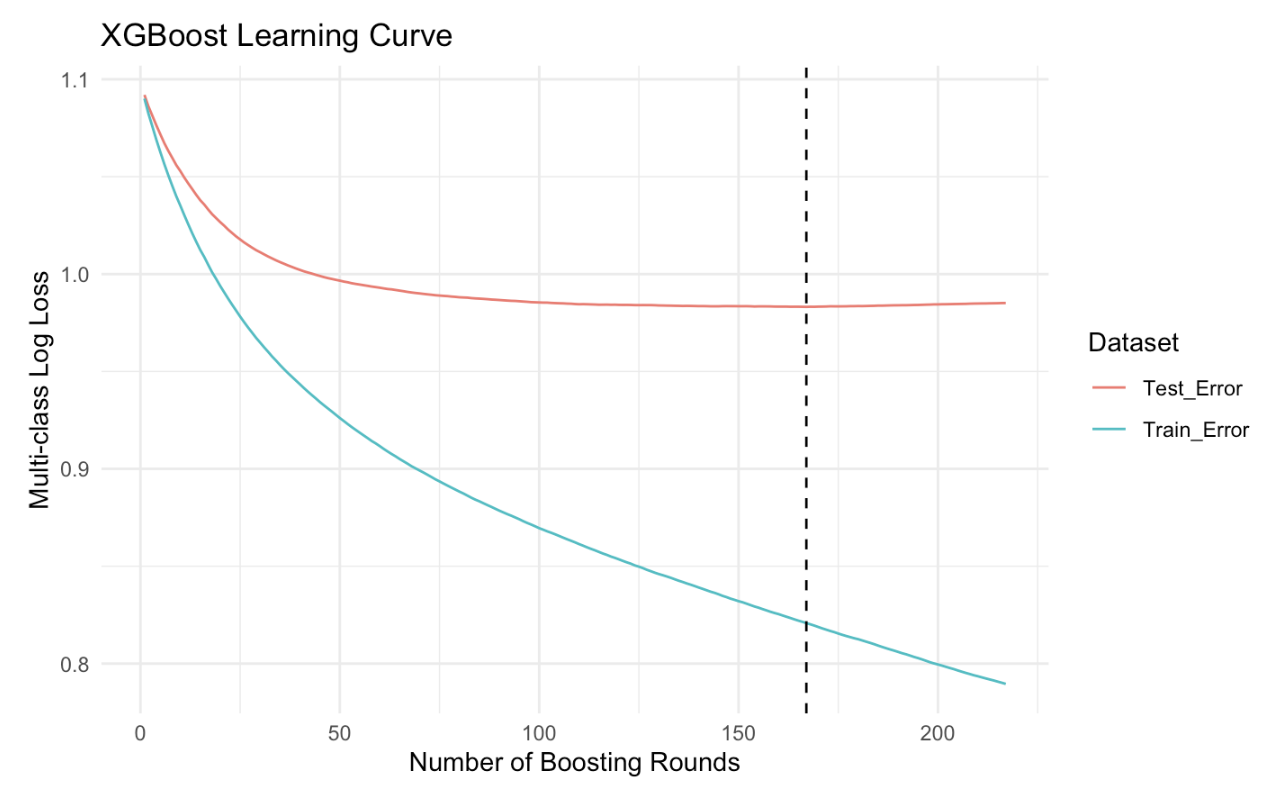 XGBoost Learning Curve
Multi-class Log Loss
1.1
1.0
0.9
0.8
0 50 100 150 200
Number of Boosting Rounds
Dataset
Test_Error
Train_Error